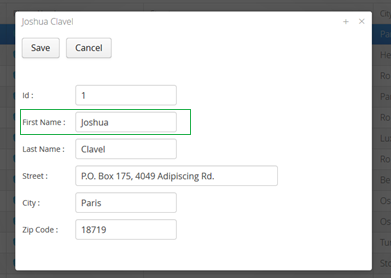 Joshua Clavel
Save Cancel
Id : 1
First Name : Joshua
Last Name : Clavel
Street : P.O. Box 175, 4049 Adipiscing Rd.
City : Paris
Zip Code : 18719